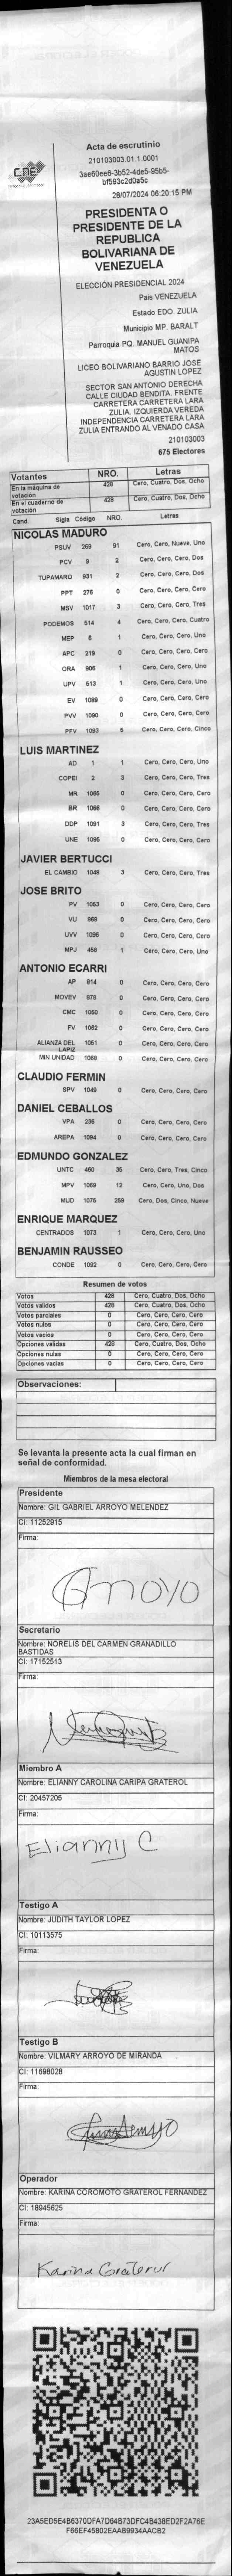 CNE
Acta de escrutinio
210103003.01.1.0001
3ae60ee6-3b52-4de5-95b5-
bf593c2d0a5c
28/07/2024 06:20:15 PM
PRESIDENTA O
PRESIDENTE DE LA
REPUBLICA
BOLIVARIANA DE
VENEZUELA
ELECCIÓN PRESIDENCIAL 2024
Pais VENEZUELA
Estado EDO. ZULIA
Municipio MP. BARALT
Parroquia PQ. MANUEL GUANIPA
MATOS
LICEO BOLIVARIANO BARRIO JOSE
AGUSTIN LOPEZ
SECTOR SAN ANTONIO DERECHA
CALLE CIUDAD BENDITA. FRENTE
CARRETERA CARRETERA LARA
ZULIA. IZQUIERDA VEREDA
INDEPENDENCIA CARRETERA LARA
ZULIA ENTRANDO AL VENADO CASA
210103003
675 Electores
Votantes NRO. Letras
En la máquina de votación 428 Cero, Cuatro, Dos, Ocho
En el cuaderno de votación 428 Cero, Cuatro, Dos, Ocho
Cand. Sigla Código NRO. Letras
NICOLAS MADURO
PSUV 269 91 Cero, Cero, Nueve, Uno
PCV 9 2 Cero, Cero, Cero, Dos
TUPAMARO 931 2 Cero, Cero, Cero, Dos
PPT 276 0 Cero, Cero, Cero, Cero
MSV 1017 3 Cero, Cero, Cero, Tres
PODEMOS 514 4 Cero, Cero, Cero, Cuatro
MEP 6 1 Cero, Cero, Cero, Uno
APC 219 0 Cero, Cero, Cero, Cero
ORA 906 1 Cero, Cero, Cero, Uno
UPV 513 1 Cero, Cero, Cero, Uno
EV 1089 0 Cero, Cero, Cero, Cero
PVV 1090 0 Cero, Cero, Cero, Cero
PFV 1093 5 Cero, Cero, Cero, Cinco
LUIS MARTINEZ
AD 1 1 Cero, Cero, Cero, Uno
COPEI 2 3 Cero, Cero, Cero, Tres
MR 1065 0 Cero, Cero, Cero, Cero
BR 1066 0 Cero, Cero, Cero, Cero
DDP 1091 3 Cero, Cero, Cero, Tres
UNE 1095 0 Cero, Cero, Cero, Cero
JAVIER BERTUCCI
EL CAMBIO 1048 3 Cero, Cero, Cero, Tres
JOSE BRITO
PV 1053 0 Cero, Cero, Cero, Cero
VU 969 0 Cero, Cero, Cero, Cero
UVV 1096 0 Cero, Cero, Cero, Cero
MPJ 458 1 Cero, Cero, Cero, Uno
ANTONIO ECARRI
AP 914 0 Cero, Cero, Cero, Cero
MOVEV 978 0 Cero, Cero, Cero, Cero
CMC 1050 0 Cero, Cero, Cero, Cero
FV 1062 0 Cero, Cero, Cero, Cero
ALIANZA DEL LAPIZ 1051 0 Cero, Cero, Cero, Cero
MIN UNIDAD 1068 0 Cero, Cero, Cero, Cero
CLAUDIO FERMIN
SPV 1049 0 Cero, Cero, Cero, Cero
DANIEL CEBALLOS
VPA 236 0 Cero, Cero, Cero, Cero
AREPA 1094 0 Cero, Cero, Cero, Cero
EDMUNDO GONZALEZ
UNTC 460 35 Cero, Cero, Tres, Cinco
MPV 1069 12 Cero, Cero, Uno, Dos
MUD 1075 259 Cero, Dos, Cinco, Nueve
ENRIQUE MARQUEZ
CENTRADOS 1073 1 Cero, Cero, Cero, Uno
BENJAMIN RAUSSEO
CONDE 1092 0 Cero, Cero, Cero, Cero
Resumen de votos
Votos 428 Cero, Cuatro, Dos, Ocho
Votos validos 428 Cero, Cuatro, Dos, Ocho
Votos parciales 0 Cero, Cero, Cero, Cero
Votos nulos 0 Cero, Cero, Cero, Cero
Votos vacios 0 Cero, Cero, Cero, Cero
Opciones validas 428 Cero, Cuatro, Dos, Ocho
Opciones nulas 0 Cero, Cero, Cero, Cero
Opciones vacias 0 Cero, Cero, Cero, Cero
Observaciones:
Se levanta la presente acta la cual firman en
señal de conformidad.
Miembros de la mesa electoral
Presidente
Nombre: GIL GABRIEL ARROYO MELENDEZ
CI: 11252915
Firma:
Arroyo
Secretario
Nombre: NORELIS DEL CARMEN GRANADILLO
BASTIDAS
CI: 17152513
Firma:
Miembro A
Nombre: ELIANNY CAROLINA CARIPA GRATEROL
CI: 20457205
Firma:
Elianny C
Testigo A
Nombre: JUDITH TAYLOR LOPEZ
CI: 10113575
Firma:
Testigo B
Nombre: VILMARY ARROYO DE MIRANDA
CI: 11698028
Firma:
Operador
Nombre: KARINA COROMOTO GRATEROL FERNANDEZ
CI: 18945625
Firma:
Karina Graterol
23A5ED5E4B6370DFA7D64B73DFC4B438ED2F2A76E
F66EF45802EAAB9934AACB2